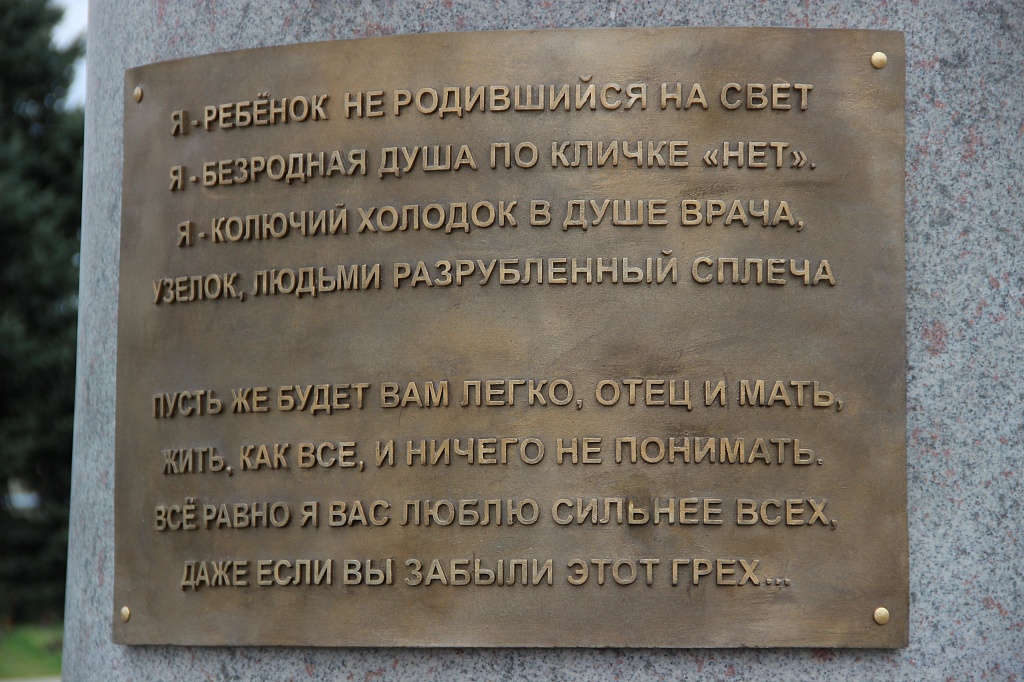 Я - РЕБЁНОК НЕ РОДИВШИЙСЯ НА СВЕТ
Я - БЕЗРОДНАЯ ДУША ПО КЛИЧКЕ «НЕТ».
Я - КОЛЮЧИЙ ХОЛОДОК В ДУШЕ ВРАЧА,
УЗЕЛОК, ЛЮДЬМИ РАЗРУБЛЕННЫЙ СПЛЕЧА
ПУСТЬ ЖЕ БУДЕТ ВАМ ЛЕГКО, ОТЕЦ И МАТЬ,
ЖИТЬ, КАК ВСЕ, И НИЧЕГО НЕ ПОНИМАТЬ.
ВСЁ РАВНО Я ВАС ЛЮБЛЮ СИЛЬНЕЕ ВСЕХ,
ДАЖЕ ЕСЛИ ВЫ ЗАБЫЛИ ЭТОТ ГРЕХ...